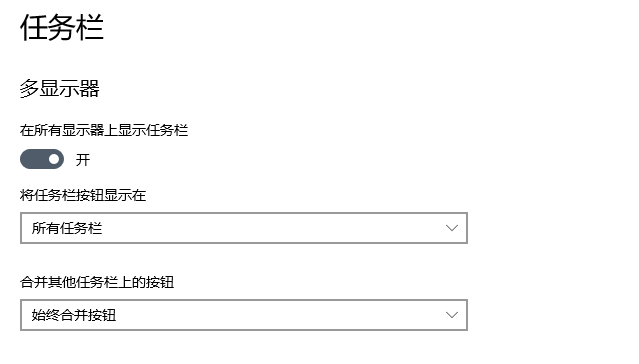 任务栏
多显示器
在所有显示器上显示任务栏
开
将任务栏按钮显示在
所有任务栏
合并其他任务栏上的按钮
始终合并按钮